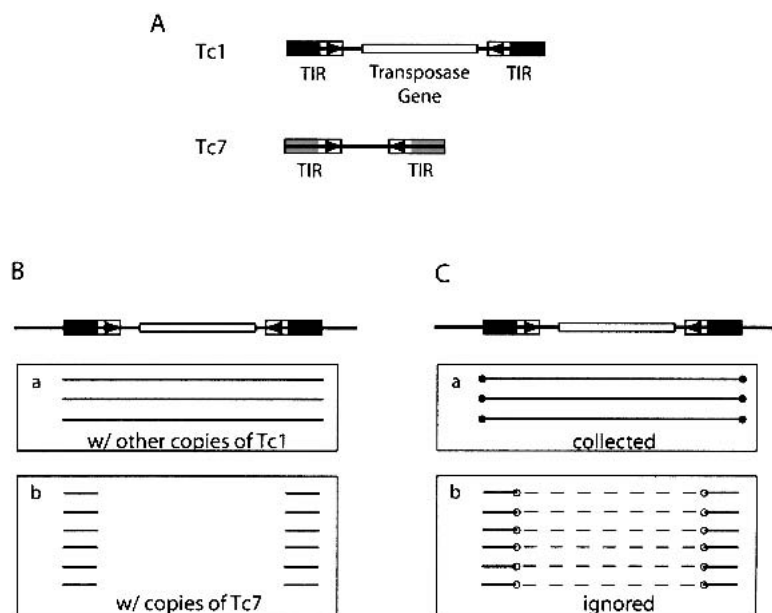 A
Tc1
TIR
Transposase
Gene
TIR
Tc7
TIR
TIR
B
a
w/ other copies of Tc1
b
w/ copies of Tc7
C
a
collected
b
ignored